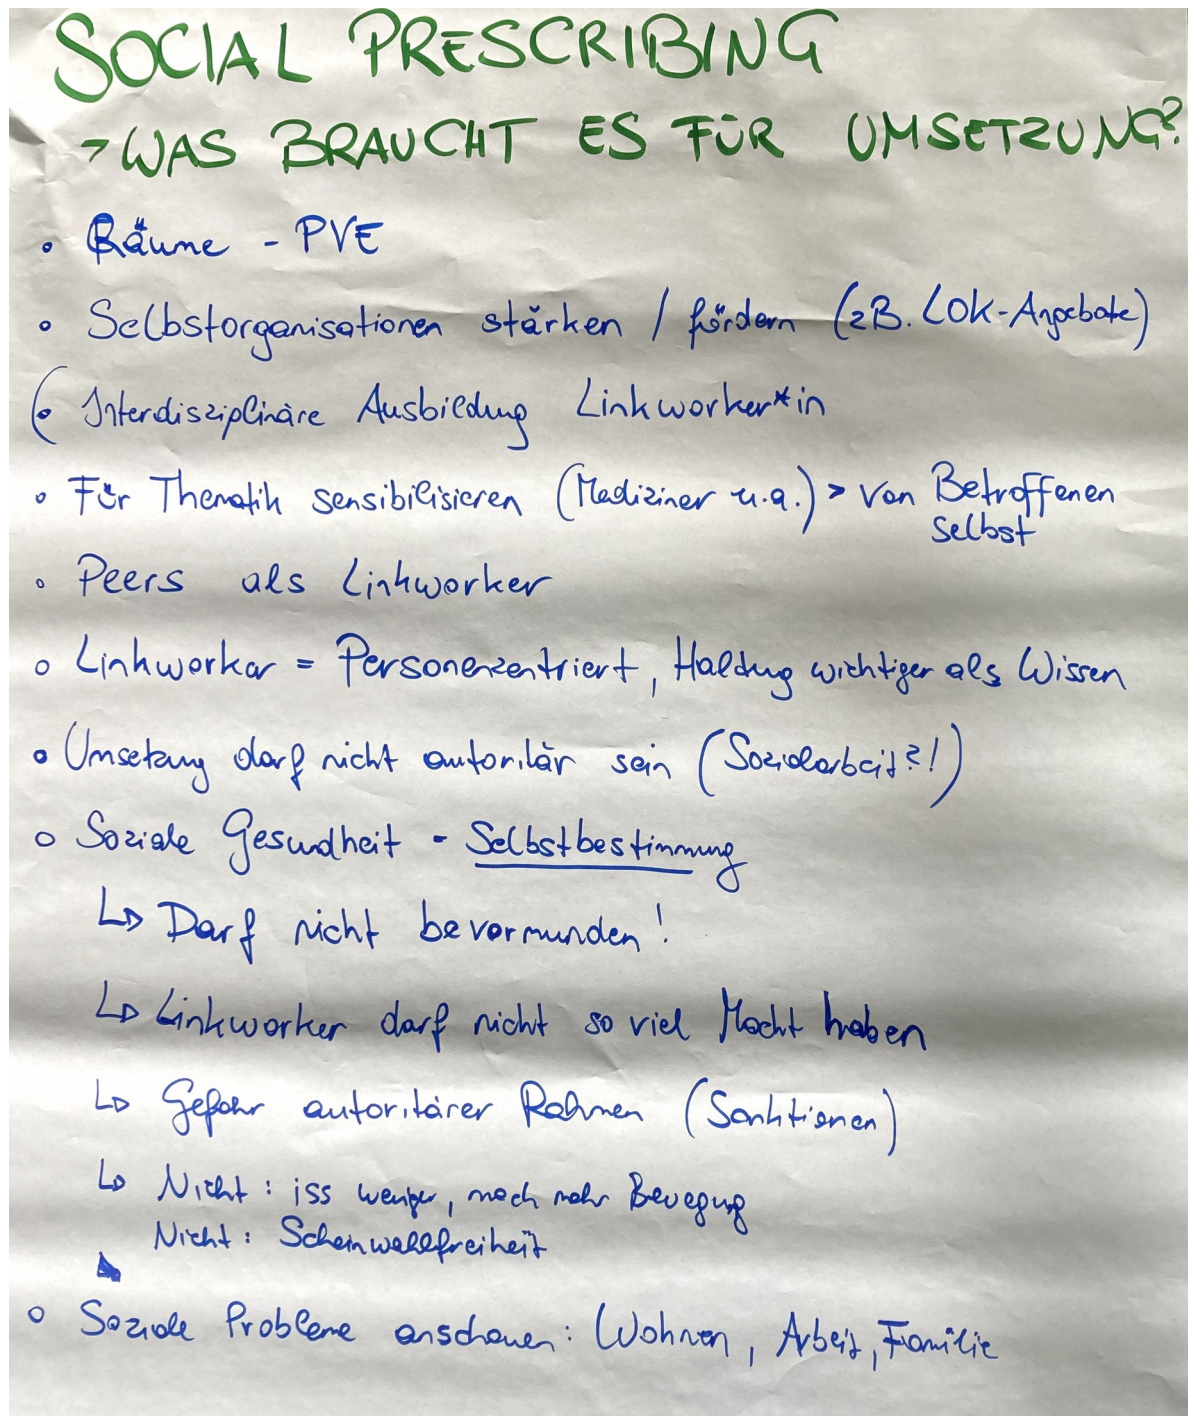 SOCIAL PRESCRIBING
→ WAS BRAUCHT ES FÜR UMSETZUNG?
• Räume - PVE
• Selbstorganisationen stärken / fördern (zB. LOK-Angebote)
(• Interdisziplinäre Ausbildung Linkworker*in
• Für Thematik sensibilisieren (Mediziner u.a.) > von Betroffenen
selbst
• Peers als Linkworker
• Linkworker = Personenzentriert, Haltung wichtiger als Wissen
• Umsetzung darf nicht autoritär sein (Sozialarbeit?!)
• Soziale Gesundheit - Selbstbestimmung
↳ Darf nicht bevormunden!
↳ Linkworker darf nicht so viel Macht haben
↳ Gefahr autoritärer Rahmen (Sanktionen)
↳ Nicht: iss weniger, mach mehr Bewegung
Nicht: Scheinwahlfreiheit
• Soziale Probleme anschauen: Wohnen, Arbeit, Familie